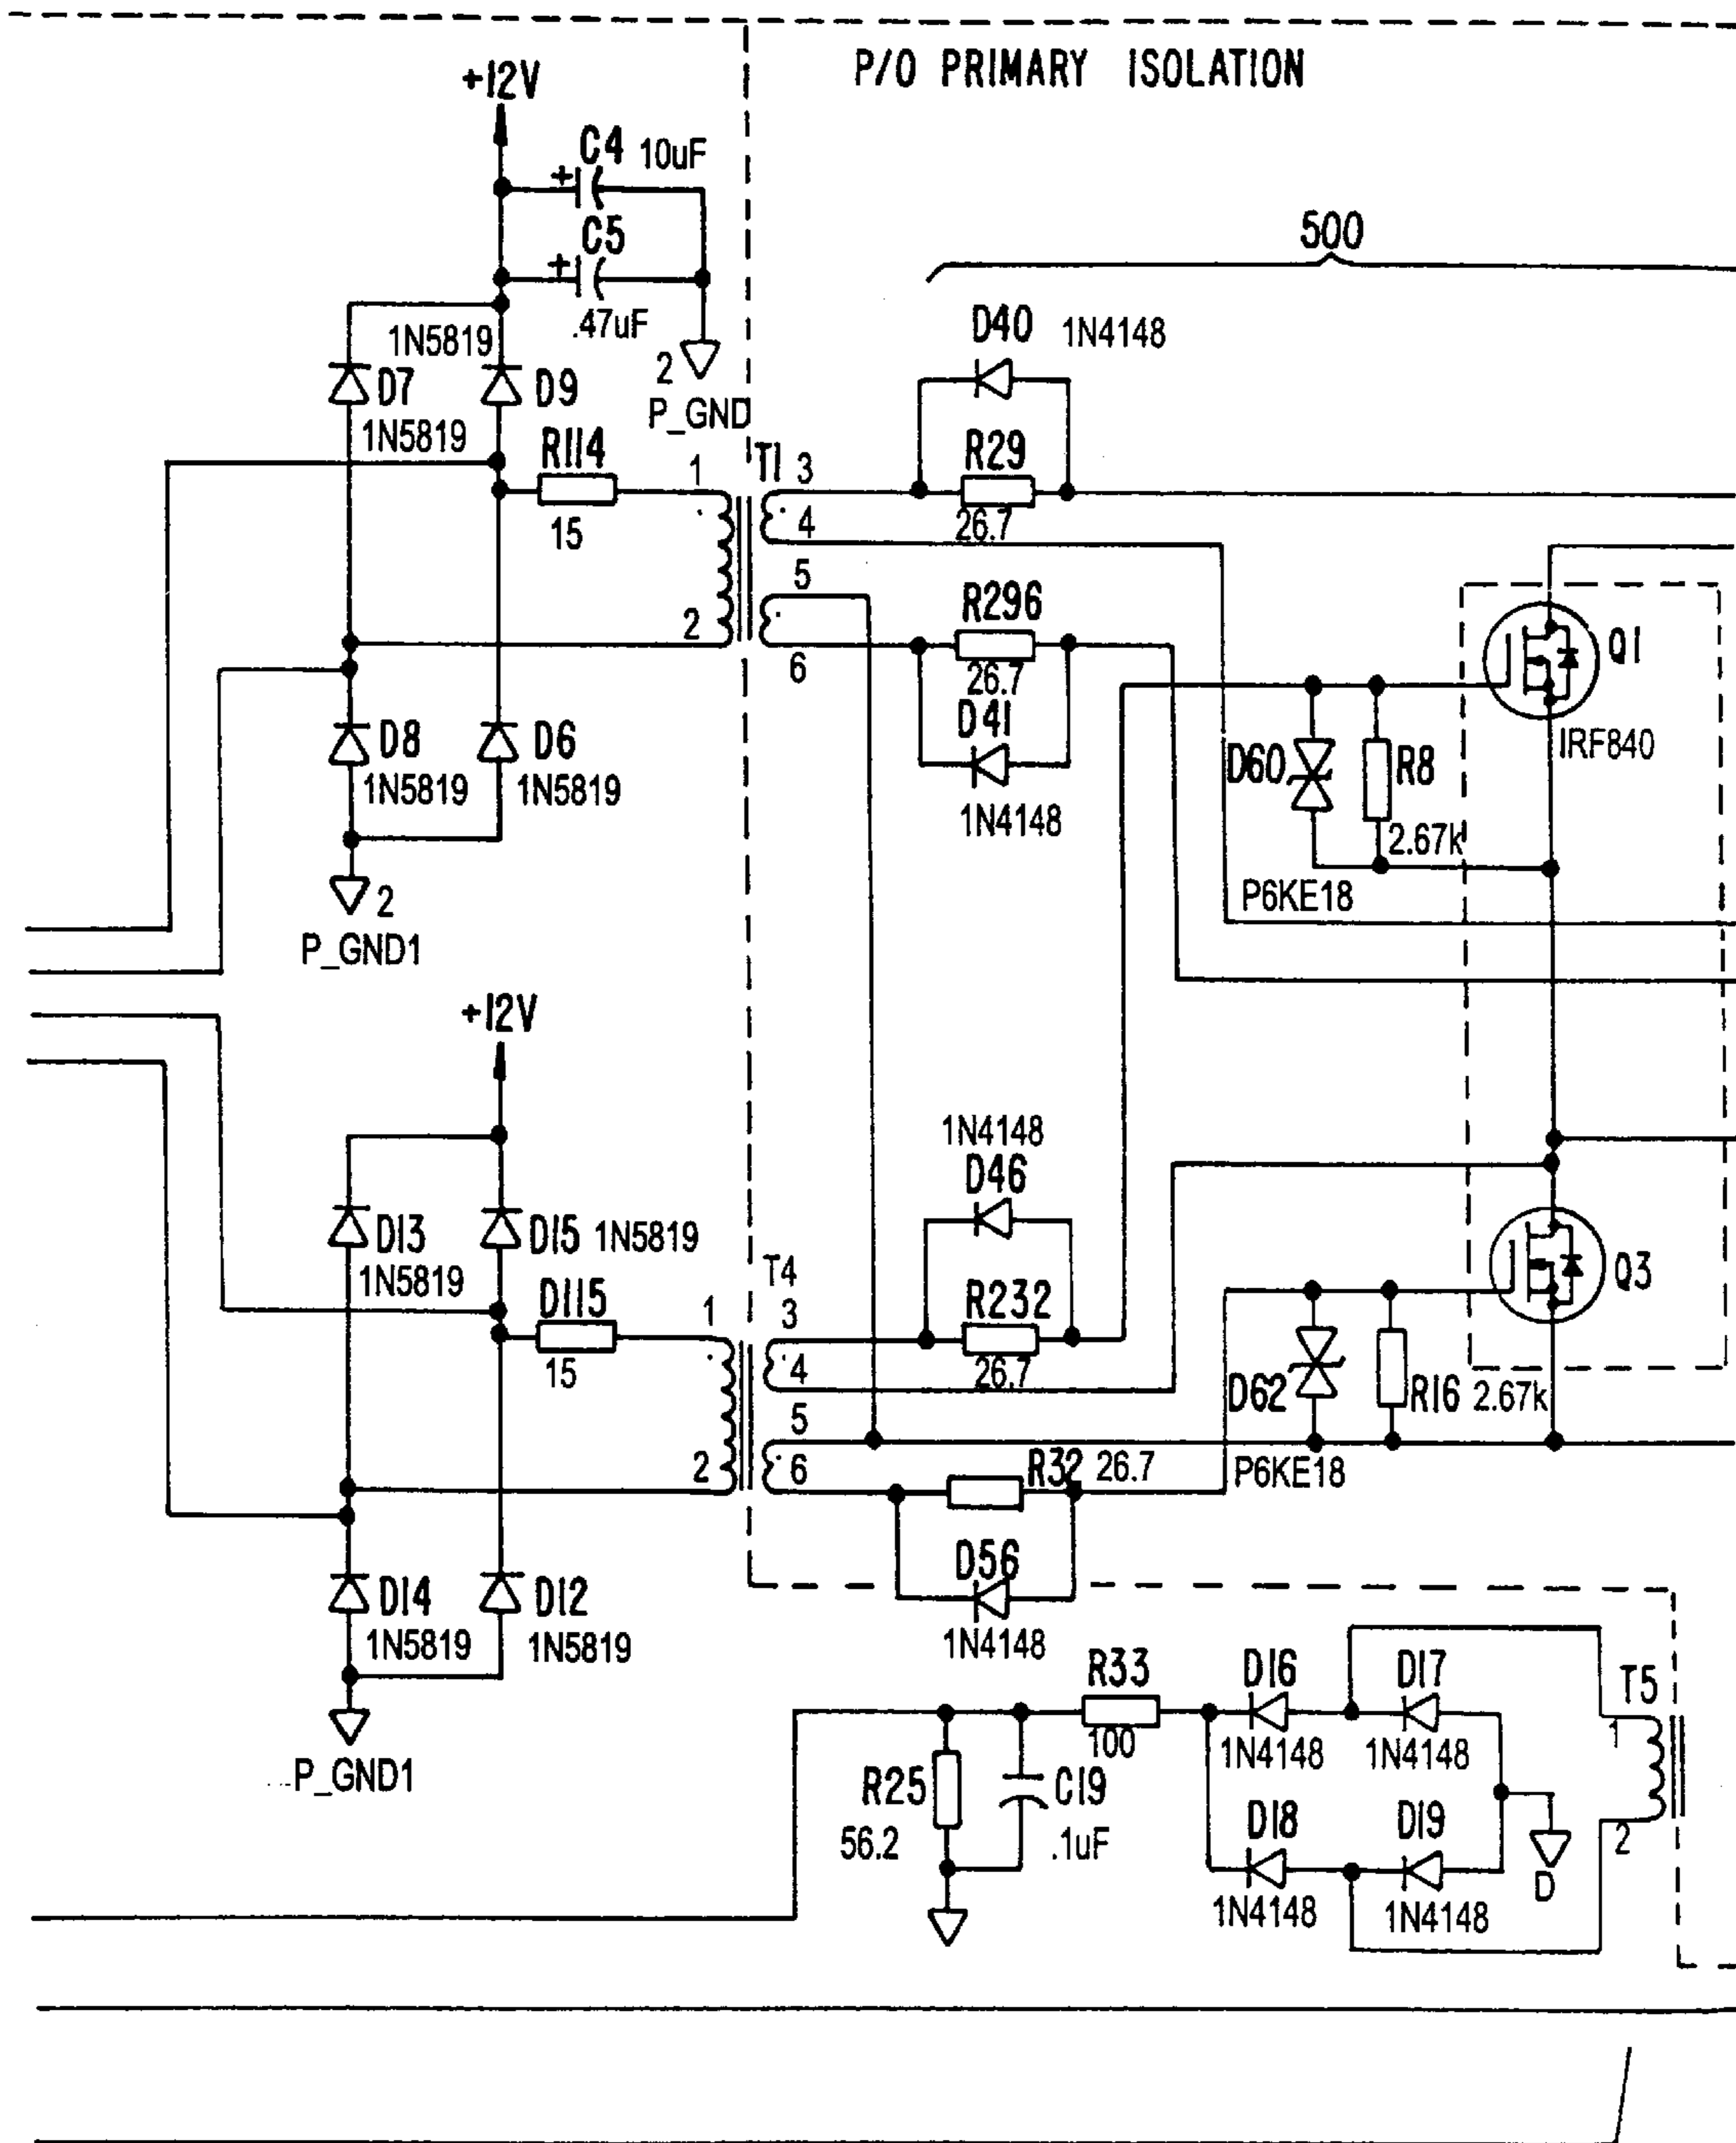 P/O PRIMARY ISOLATION
+12V
C4 10uF
+
C5
+
.47uF
500
2
P_GND
1N5819
D7
D9
1N5819
D40 1N4148
R114
15
1
T1
3
4
2
5
6
R29
26.7
R296
26.7
D41
1N4148
Q1
IRF840
D60
R8
2.67k
P6KE18
D8
1N5819
D6
1N5819
2
P_GND1
+12V
1N4148
D46
D13
1N5819
D15 1N5819
D115
15
1
T4
3
4
2
5
6
R232
26.7
Q3
D62
R16 2.67k
P6KE18
R32 26.7
D56
1N4148
D14
1N5819
D12
1N5819
P_GND1
R33
100
D16
1N4148
D17
1N4148
T5
1
2
R25
56.2
C19
.1uF
D18
1N4148
D19
1N4148
D